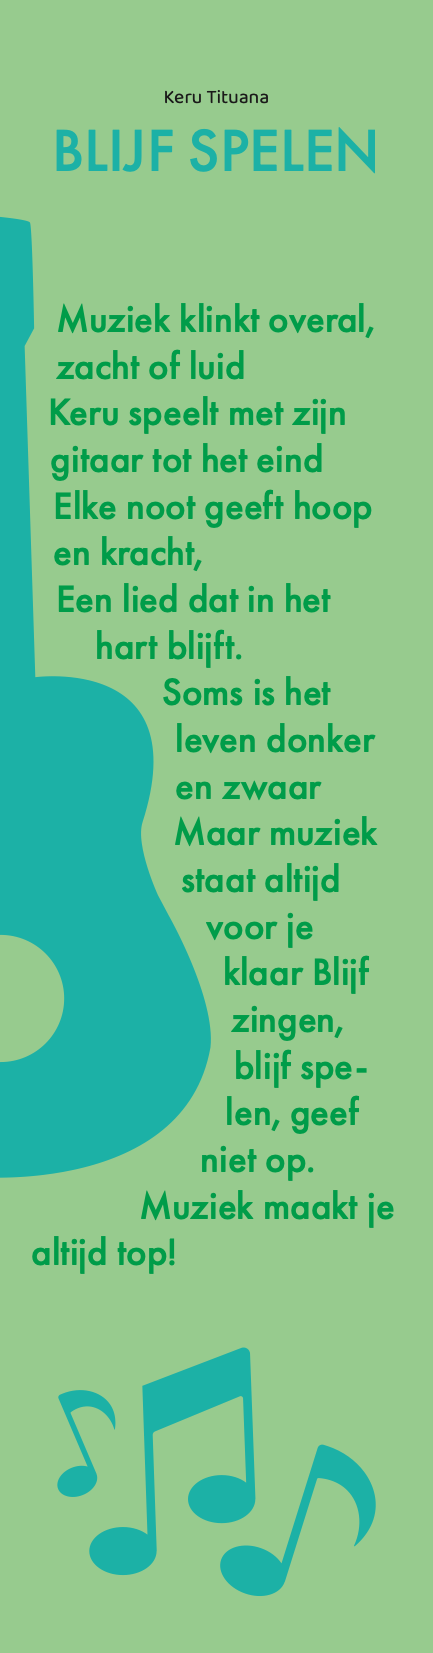 Keru Tituana
BLIJF SPELEN
Muziek klinkt overal,
zacht of luid
Keru speelt met zijn
gitaar tot het eind
Elke noot geeft hoop
en kracht,
Een lied dat in het
hart blijft.
Soms is het
leven donker
en zwaar
Maar muziek
staat altijd
voor je
klaar Blijf
zingen,
blijf spe-
len, geef
niet op.
Muziek maakt je
altijd top!